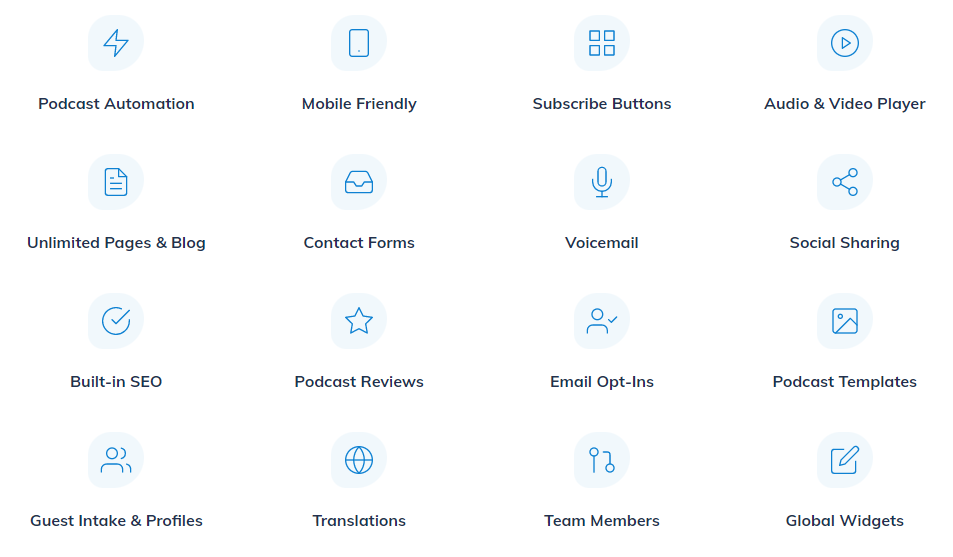 Podcast Automation
Mobile Friendly
Subscribe Buttons
Audio & Video Player
Unlimited Pages & Blog
Contact Forms
Voicemail
Social Sharing
Built-in SEO
Podcast Reviews
Email Opt-Ins
Podcast Templates
Guest Intake & Profiles
Translations
Team Members
Global Widgets